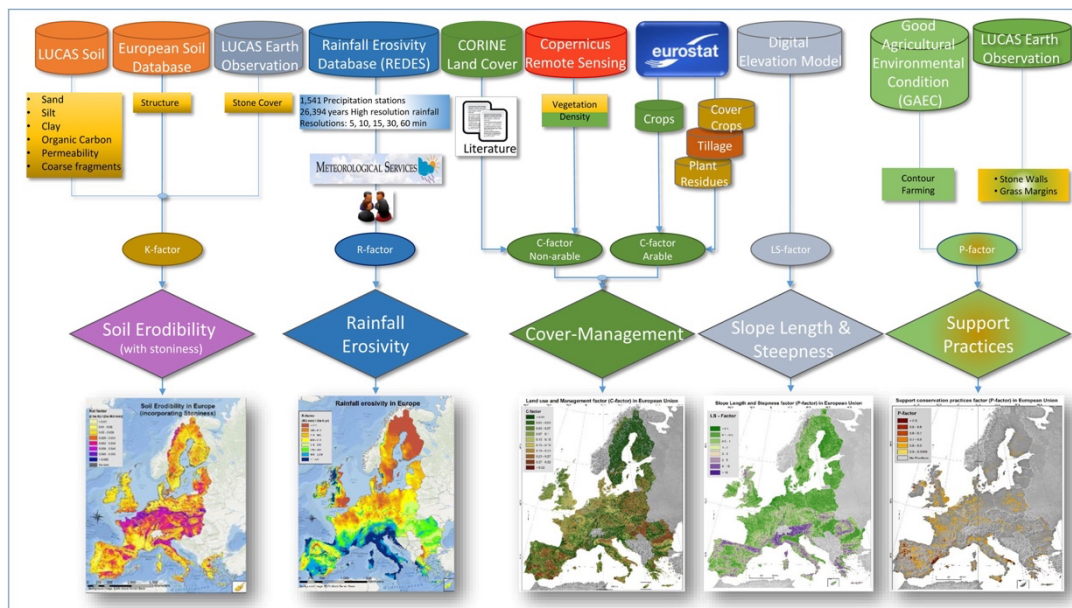 LUCAS Soil
European Soil
Database
LUCAS Earth
Observation
Rainfall Erosivity
Database (REDES)
CORINE
Land Cover
Copernicus
Remote Sensing
eurostat
Digital
Elevation Model
Good
Agricultural
Environmental
Condition
(GAEC)
LUCAS Earth
Observation
• Sand
• Silt
• Clay
• Organic Carbon
• Permeability
• Coarse fragments
Structure
Stone Cover
1,541 Precipitation stations
26,394 years High resolution rainfall
Resolutions: 5, 10, 15, 30, 60 min
METEOROLOGICAL SERVICES
Literature
Vegetation
Density
Crops
Cover
Crops
Tillage
Plant
Residues
Contour
Farming
• Stone Walls
• Grass Margins
K-factor
R-factor
C-factor
Non-arable
C-factor
Arable
LS-factor
P-factor
Soil Erodibility
(with stoniness)
Rainfall
Erosivity
Cover-Management
Slope Length &
Steepness
Support
Practices
Soil Erodibility in Europe
(incorporating Stoniness)
Rainfall erosivity in Europe
Land use and Management factor (C-factor) in European Union
Slope Length and Steepness factor (P-factor) in European Union
Support conservation practices factor (P-factor) in European Union
C-factor
LS - Factor
P-factor